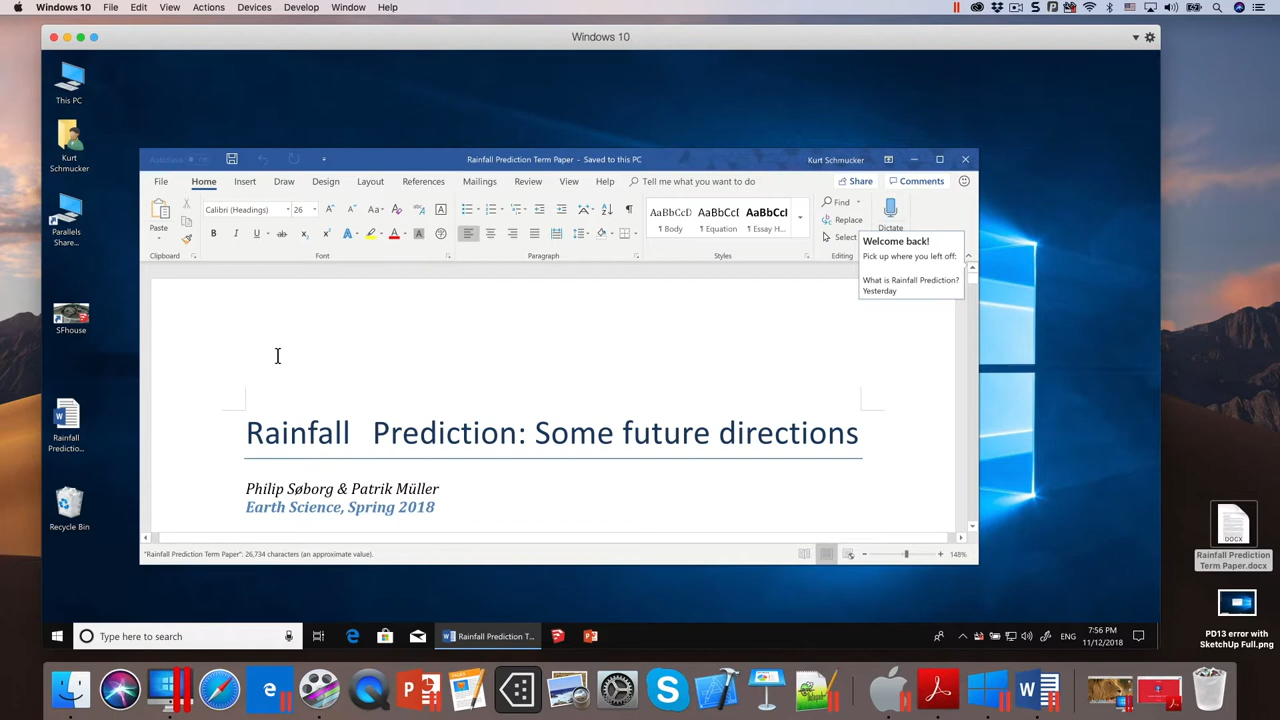 Windows 10 File Edit View Actions Devices Develop Window Help
Windows 10
This PC
Kurt
Schmucker
Parallels
Share...
SFhouse
Rainfall
Predictio...
Recycle Bin
AutoSave Rainfall Prediction Term Paper - Saved to this PC Kurt Schmucker
File Home Insert Draw Design Layout References Mailings Review View Help Tell me what you want to do Share Comments
Paste
Clipboard
Calibri (Headings) 26
Font
Paragraph
AaBbCcD AaBbCcD AaBbCcI
¶ Body ¶ Equation ¶ Essay H...
Styles
Find
Replace
Select
Editing
Dictate
Welcome back!
Pick up where you left off:
What is Rainfall Prediction?
Yesterday
Rainfall Prediction: Some future directions
Philip Søborg & Patrik Müller
Earth Science, Spring 2018
"Rainfall Prediction Term Paper": 26,734 characters (an approximate value). 148%
Type here to search
Rainfall Prediction T...
ENG
7:56 PM
11/12/2018
DOCX
Rainfall Prediction
Term Paper.docx
PD13 error with
SketchUp Full.png
PAGES